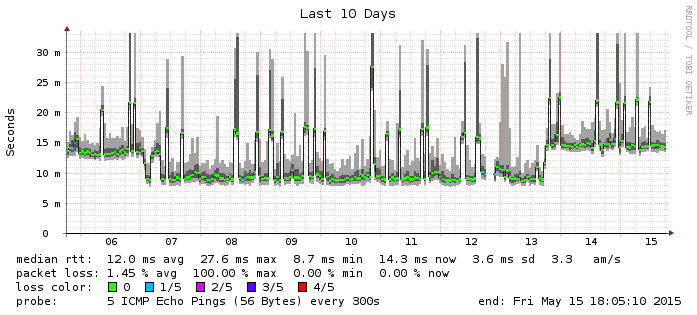 Last 10 Days
RRDTOOL / TOBI OETIKER
Seconds
30 m
25 m
20 m
15 m
10 m
5 m
0
06 07 08 09 10 11 12 13 14 15
median rtt: 12.0 ms avg 27.6 ms max 8.7 ms min 14.3 ms now 3.6 ms sd 3.3 am/s
packet loss: 1.45 % avg 100.00 % max 0.00 % min 0.00 % now
loss color: 0 1/5 2/5 3/5 4/5
probe: 5 ICMP Echo Pings (56 Bytes) every 300s end: Fri May 15 18:05:10 2015